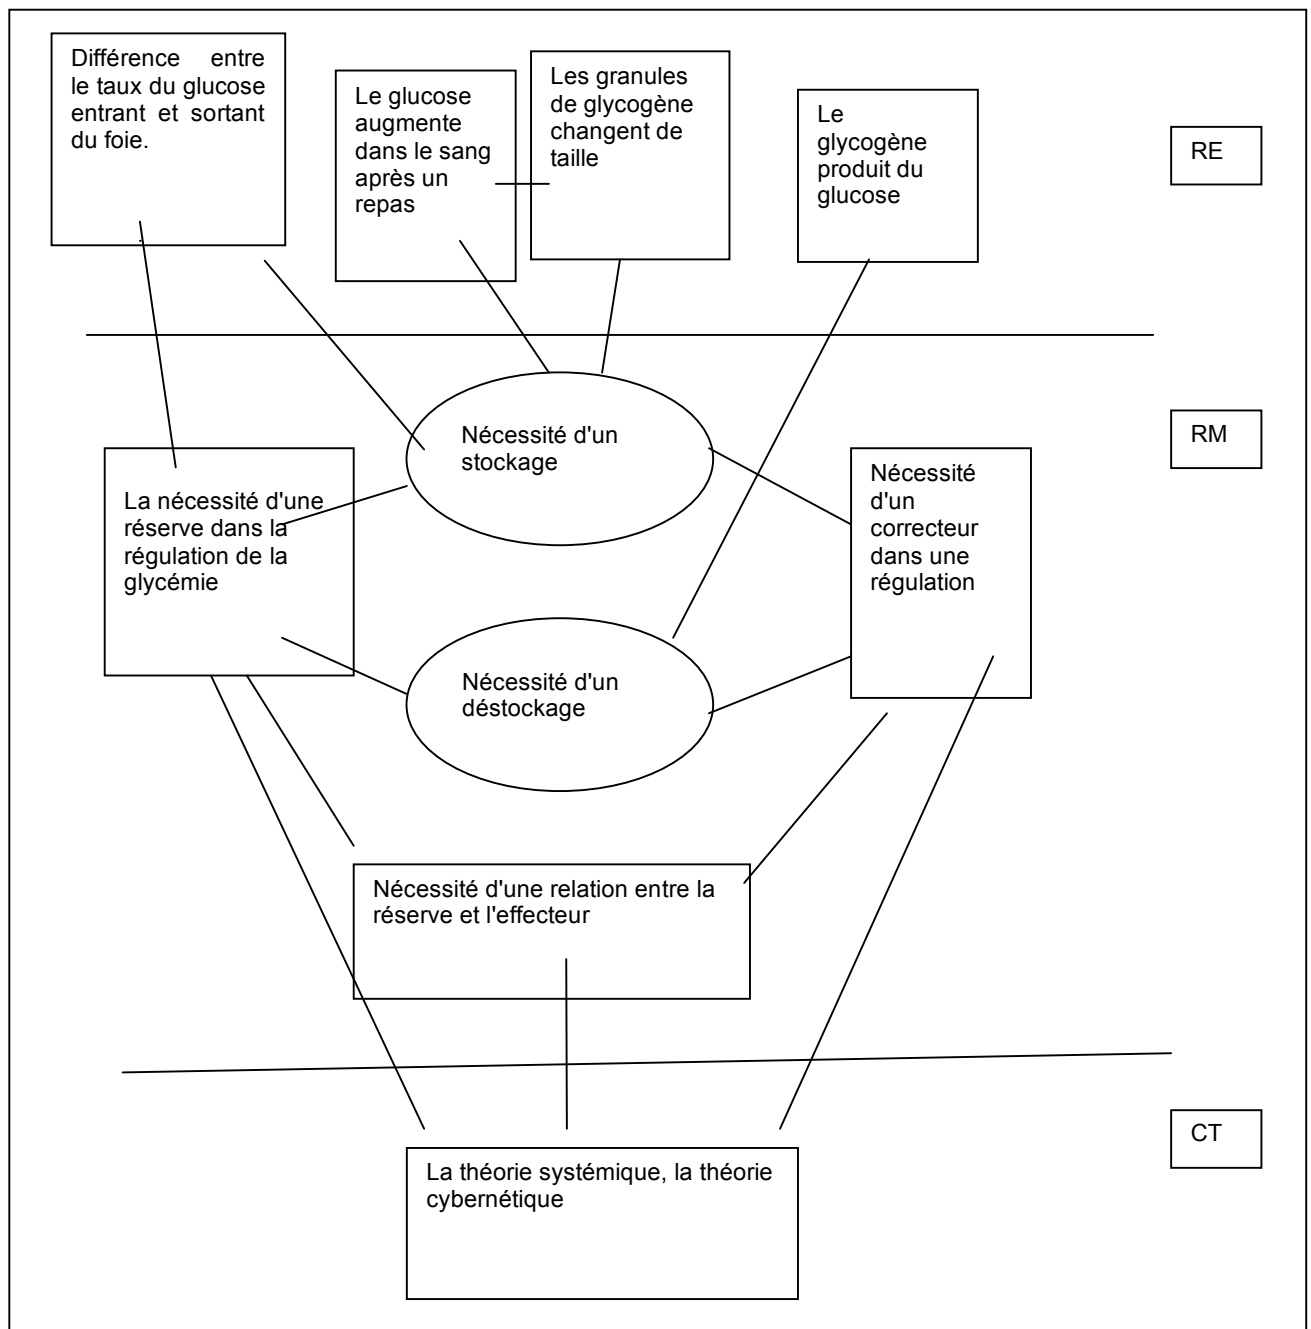 Différence entre
le taux du glucose
entrant et sortant
du foie.
Le glucose
augmente
dans le sang
après un
repas
Les granules
de glycogène
changent de
taille
Le
glycogène
produit du
glucose
RE
Nécessité d'un
stockage
RM
La nécessité d'une
réserve dans la
régulation de la
glycémie
Nécessité
d'un
correcteur
dans une
régulation
Nécessité d'un
déstockage
Nécessité d'une relation entre la
réserve et l'effecteur
CT
La théorie systémique, la théorie
cybernétique